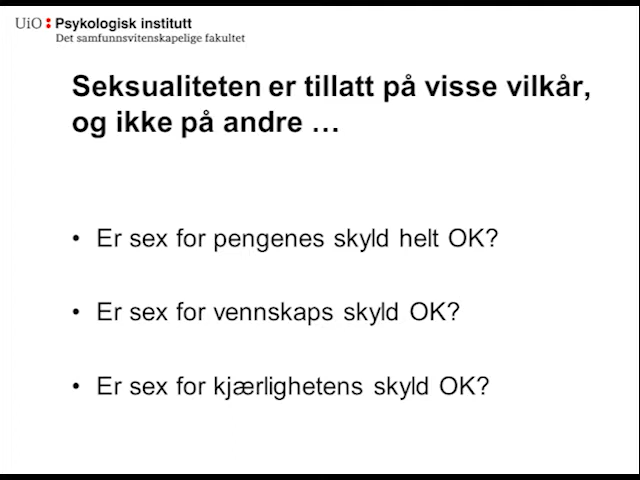 UiO : Psykologisk institutt
Det samfunnsvitenskapelige fakultet
Seksualiteten er tillatt på visse vilkår,
og ikke på andre …
• Er sex for pengenes skyld helt OK?
• Er sex for vennskaps skyld OK?
• Er sex for kjærlighetens skyld OK?